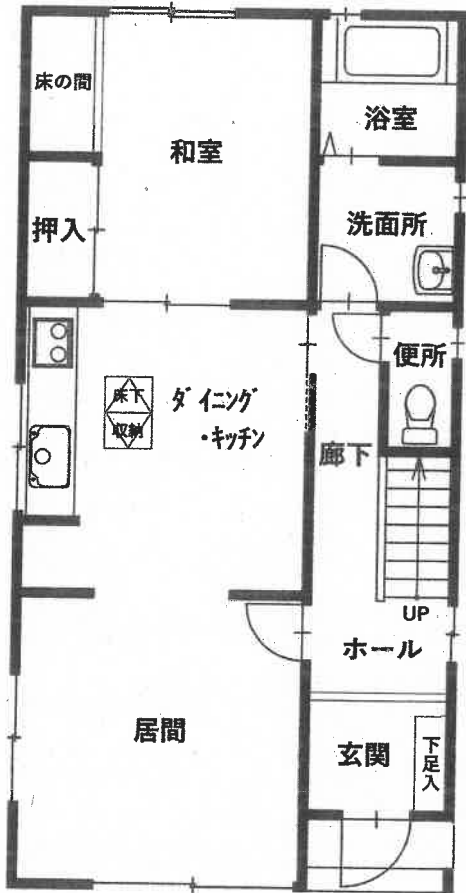 床の間
和室
浴室
押入
洗面所
便所
床下
収納
ダイニング
・キッチン
廊下
UP
ホール
居間
玄関
下足入